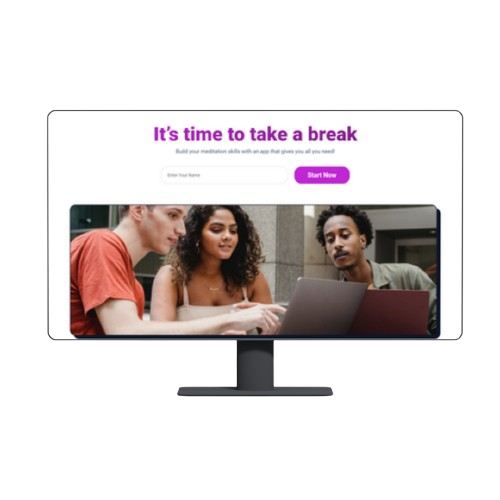 It's time to take a break
Build your meditation skills with an app that gives you all you need!
Enter Your Name
Start Now